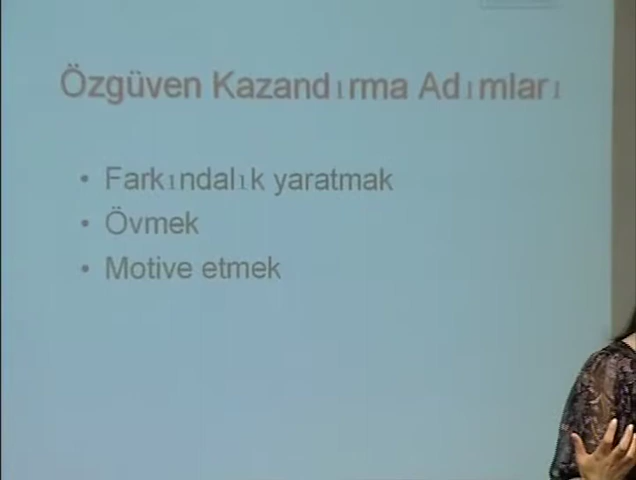 Özgüven Kazandırma Adımları
• Farkındalık yaratmak
• Övmek
• Motive etmek